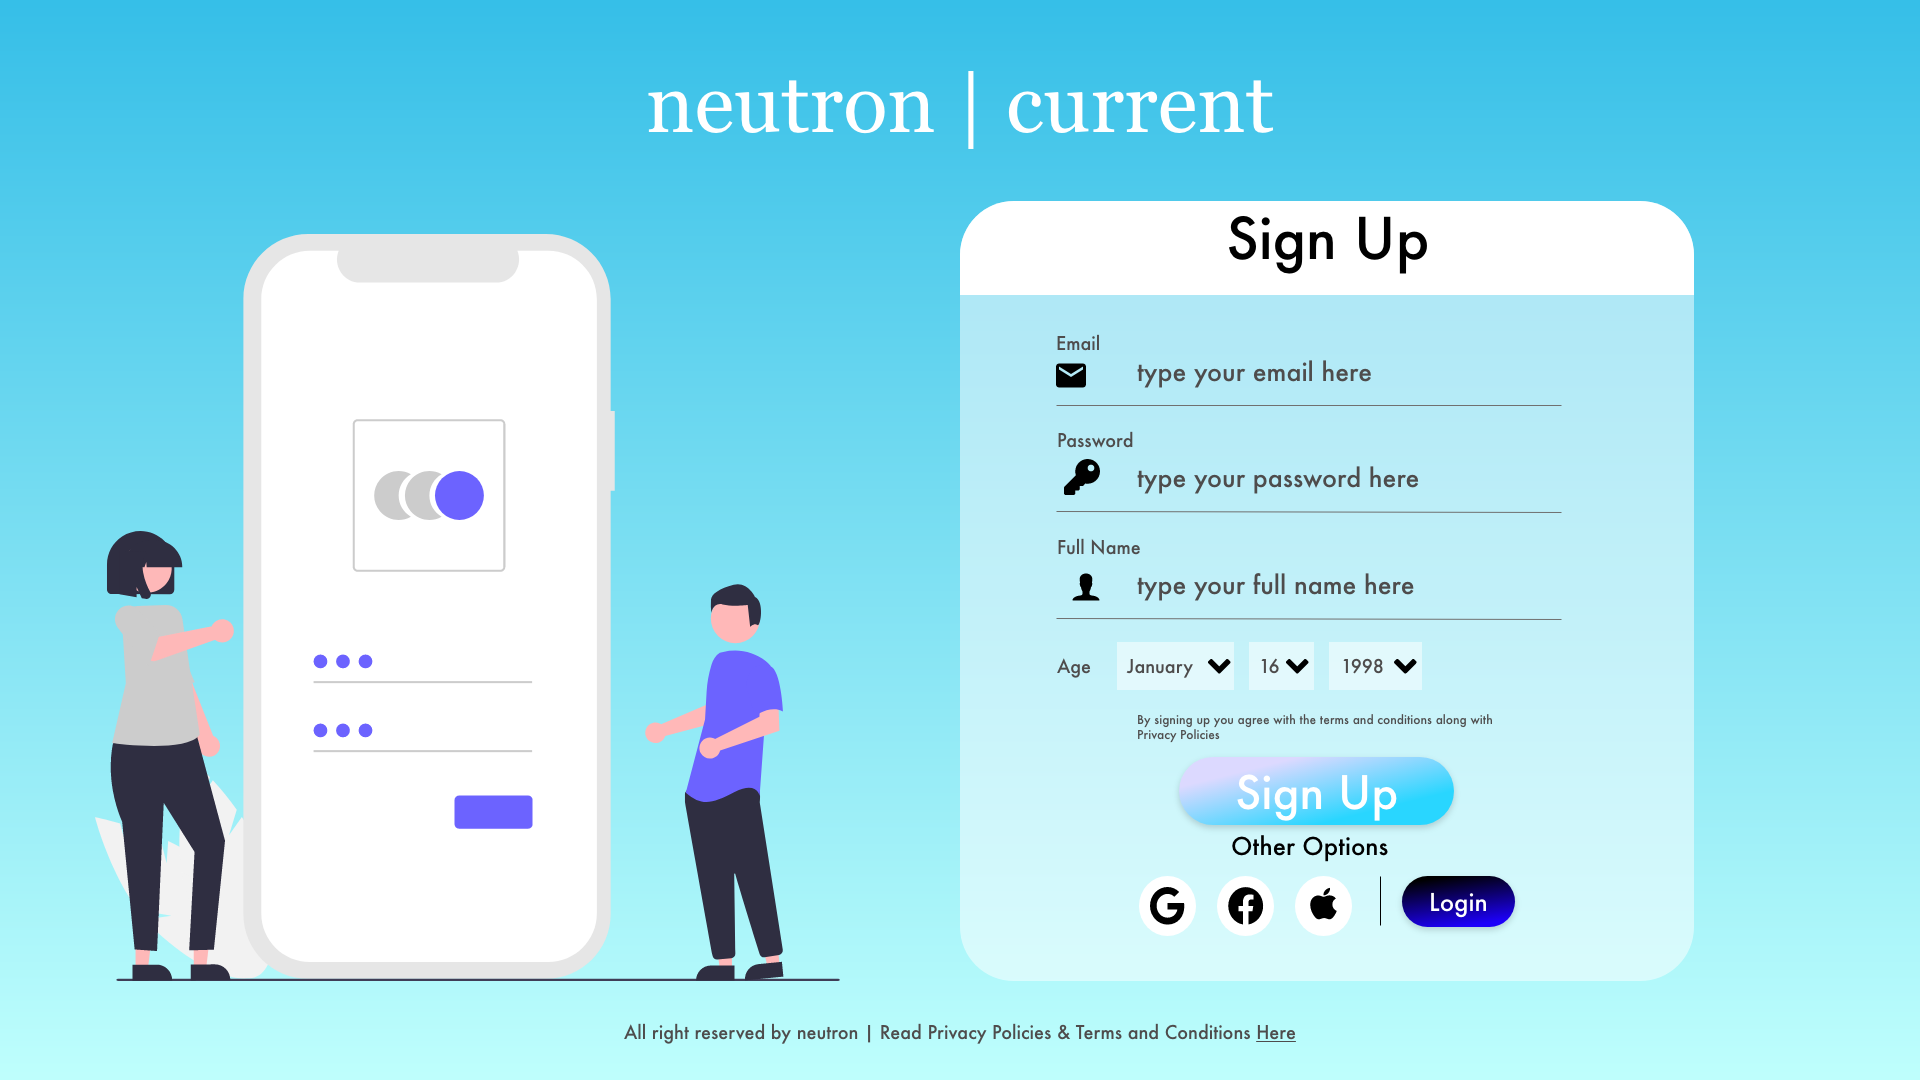 neutron | current
Sign Up
Email
type your email here
Password
type your password here
Full Name
type your full name here
Age January 16 1998
By signing up you agree with the terms and conditions along with
Privacy Policies
Sign Up
Other Options
Login
All right reserved by neutron | Read Privacy Policies & Terms and Conditions Here